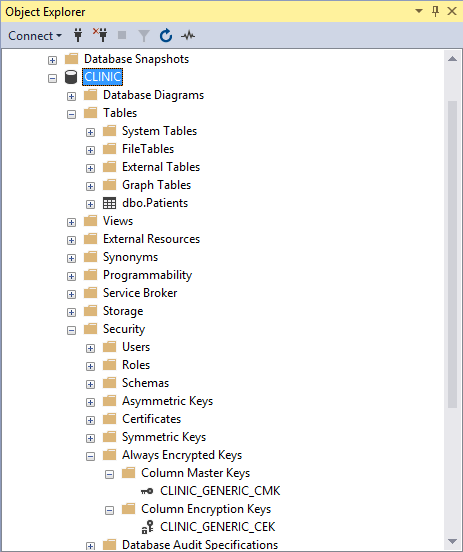 Object Explorer
Connect
Database Snapshots
CLINIC
Database Diagrams
Tables
System Tables
FileTables
External Tables
Graph Tables
dbo.Patients
Views
External Resources
Synonyms
Programmability
Service Broker
Storage
Security
Users
Roles
Schemas
Asymmetric Keys
Certificates
Symmetric Keys
Always Encrypted Keys
Column Master Keys
CLINIC_GENERIC_CMK
Column Encryption Keys
CLINIC_GENERIC_CEK
Database Audit Specifications